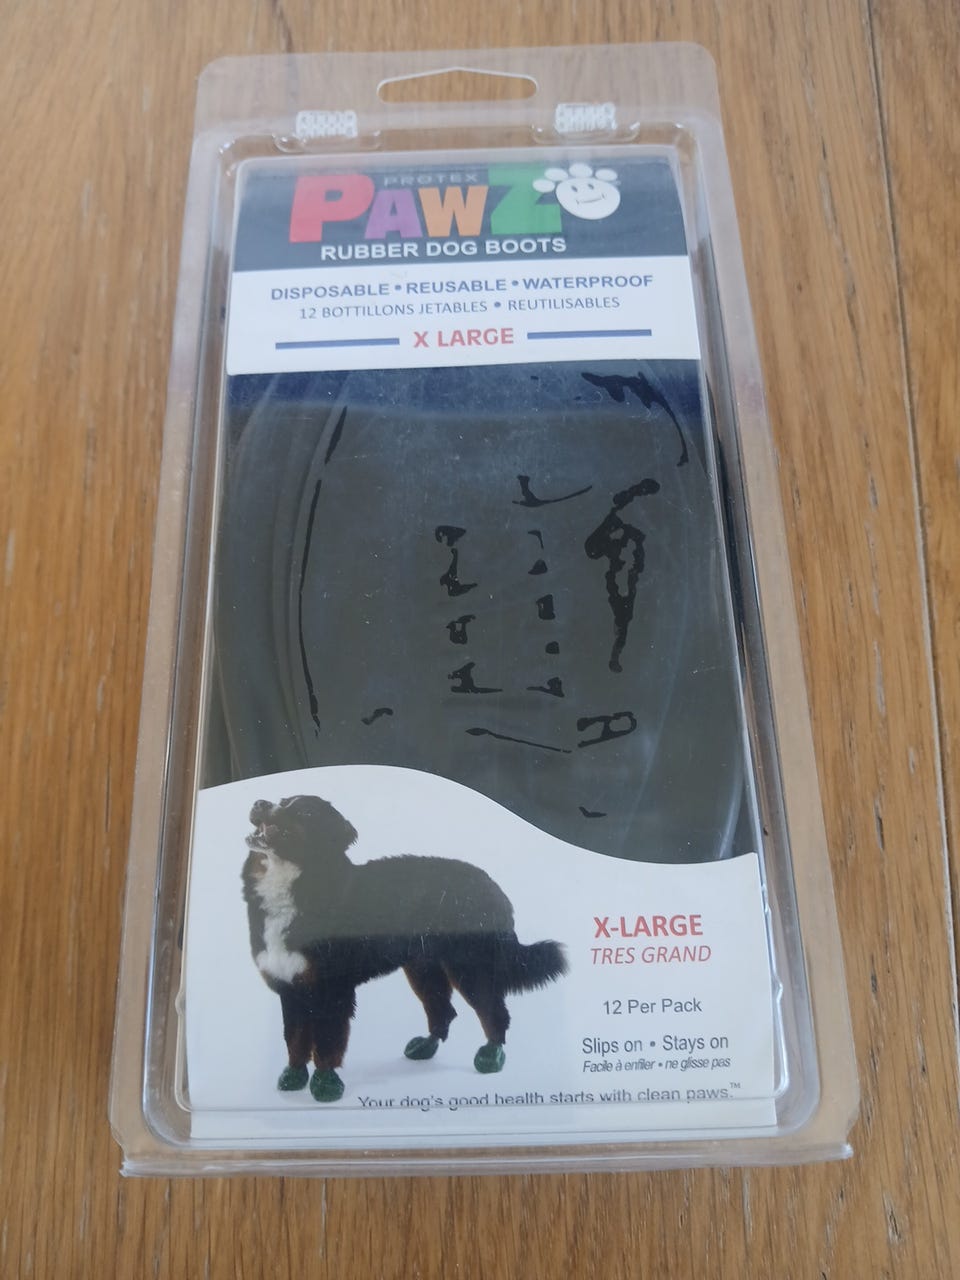 PROTEX
PAWZ
RUBBER DOG BOOTS
DISPOSABLE • REUSABLE • WATERPROOF
12 BOTTILLONS JETABLES • REUTILISABLES
X LARGE
X-LARGE
TRES GRAND
12 Per Pack
Slips on • Stays on
Facile à enfiler • ne glisse pas
Your dog's good health starts with clean paws.™